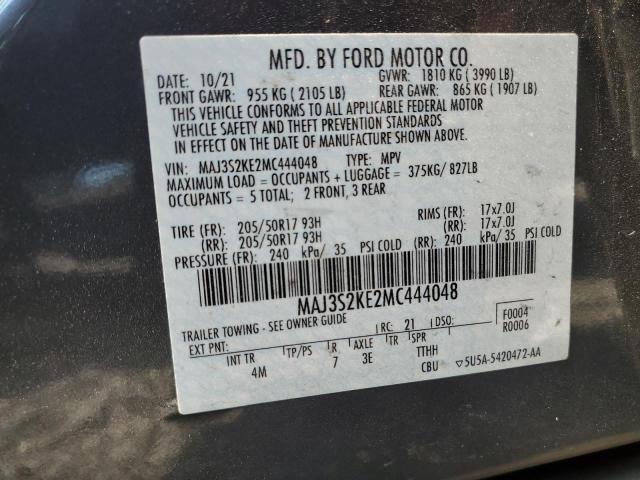 MFD. BY FORD MOTOR CO.
DATE: 10/21 GVWR: 1810 KG ( 3990 LB)
FRONT GAWR: 955 KG ( 2105 LB) REAR GAWR: 865 KG ( 1907 LB)
THIS VEHICLE CONFORMS TO ALL APPLICABLE FEDERAL MOTOR
VEHICLE SAFETY AND THEFT PREVENTION STANDARDS
IN EFFECT ON THE DATE OF MANUFACTURE SHOWN ABOVE.
VIN: MAJ3S2KE2MC444048 TYPE: MPV
MAXIMUM LOAD = OCCUPANTS + LUGGAGE = 375KG/ 827LB
OCCUPANTS = 5 TOTAL; 2 FRONT, 3 REAR
TIRE (FR): 205/50R17 93H RIMS (FR): 17x7.0J
(RR): 205/50R17 93H (RR): 17x7.0J
PRESSURE (FR): 240 kPa/ 35 PSI COLD (RR): 240 kPa/ 35 PSI COLD
MAJ3S2KE2MC444048
TRAILER TOWING - SEE OWNER GUIDE
F0004
R0006
EXT PNT: RC: 21 DSO:
INT TR TP/PS R AXLE TR SPR
4M 7 3E TTHH
CBU ▽5U5A-5420472-AA